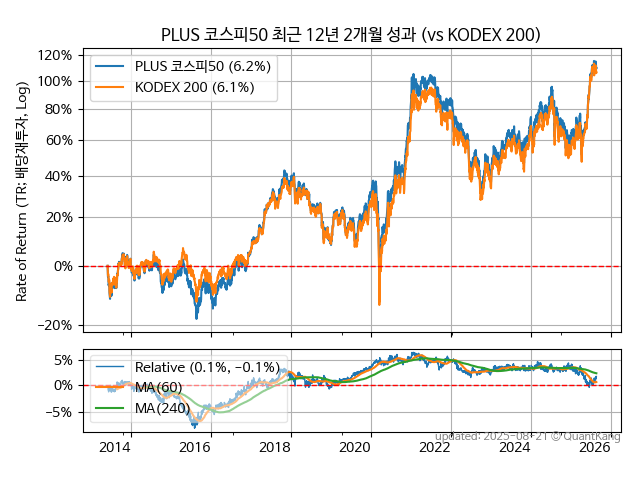 PLUS 코스피50 최근 12년 2개월 성과 (vs KODEX 200)
Rate of Return (TR: 배당재투자, Log)
120%
100%
80%
60%
40%
20%
0%
−20%
PLUS 코스피50 (6.2%)
KODEX 200 (6.1%)
5%
0%
−5%
Relative (0.1%, −0.1%)
MA(60)
MA(240)
updated: 2025-08-21 © QuantKang
2014 2016 2018 2020 2022 2024 2026